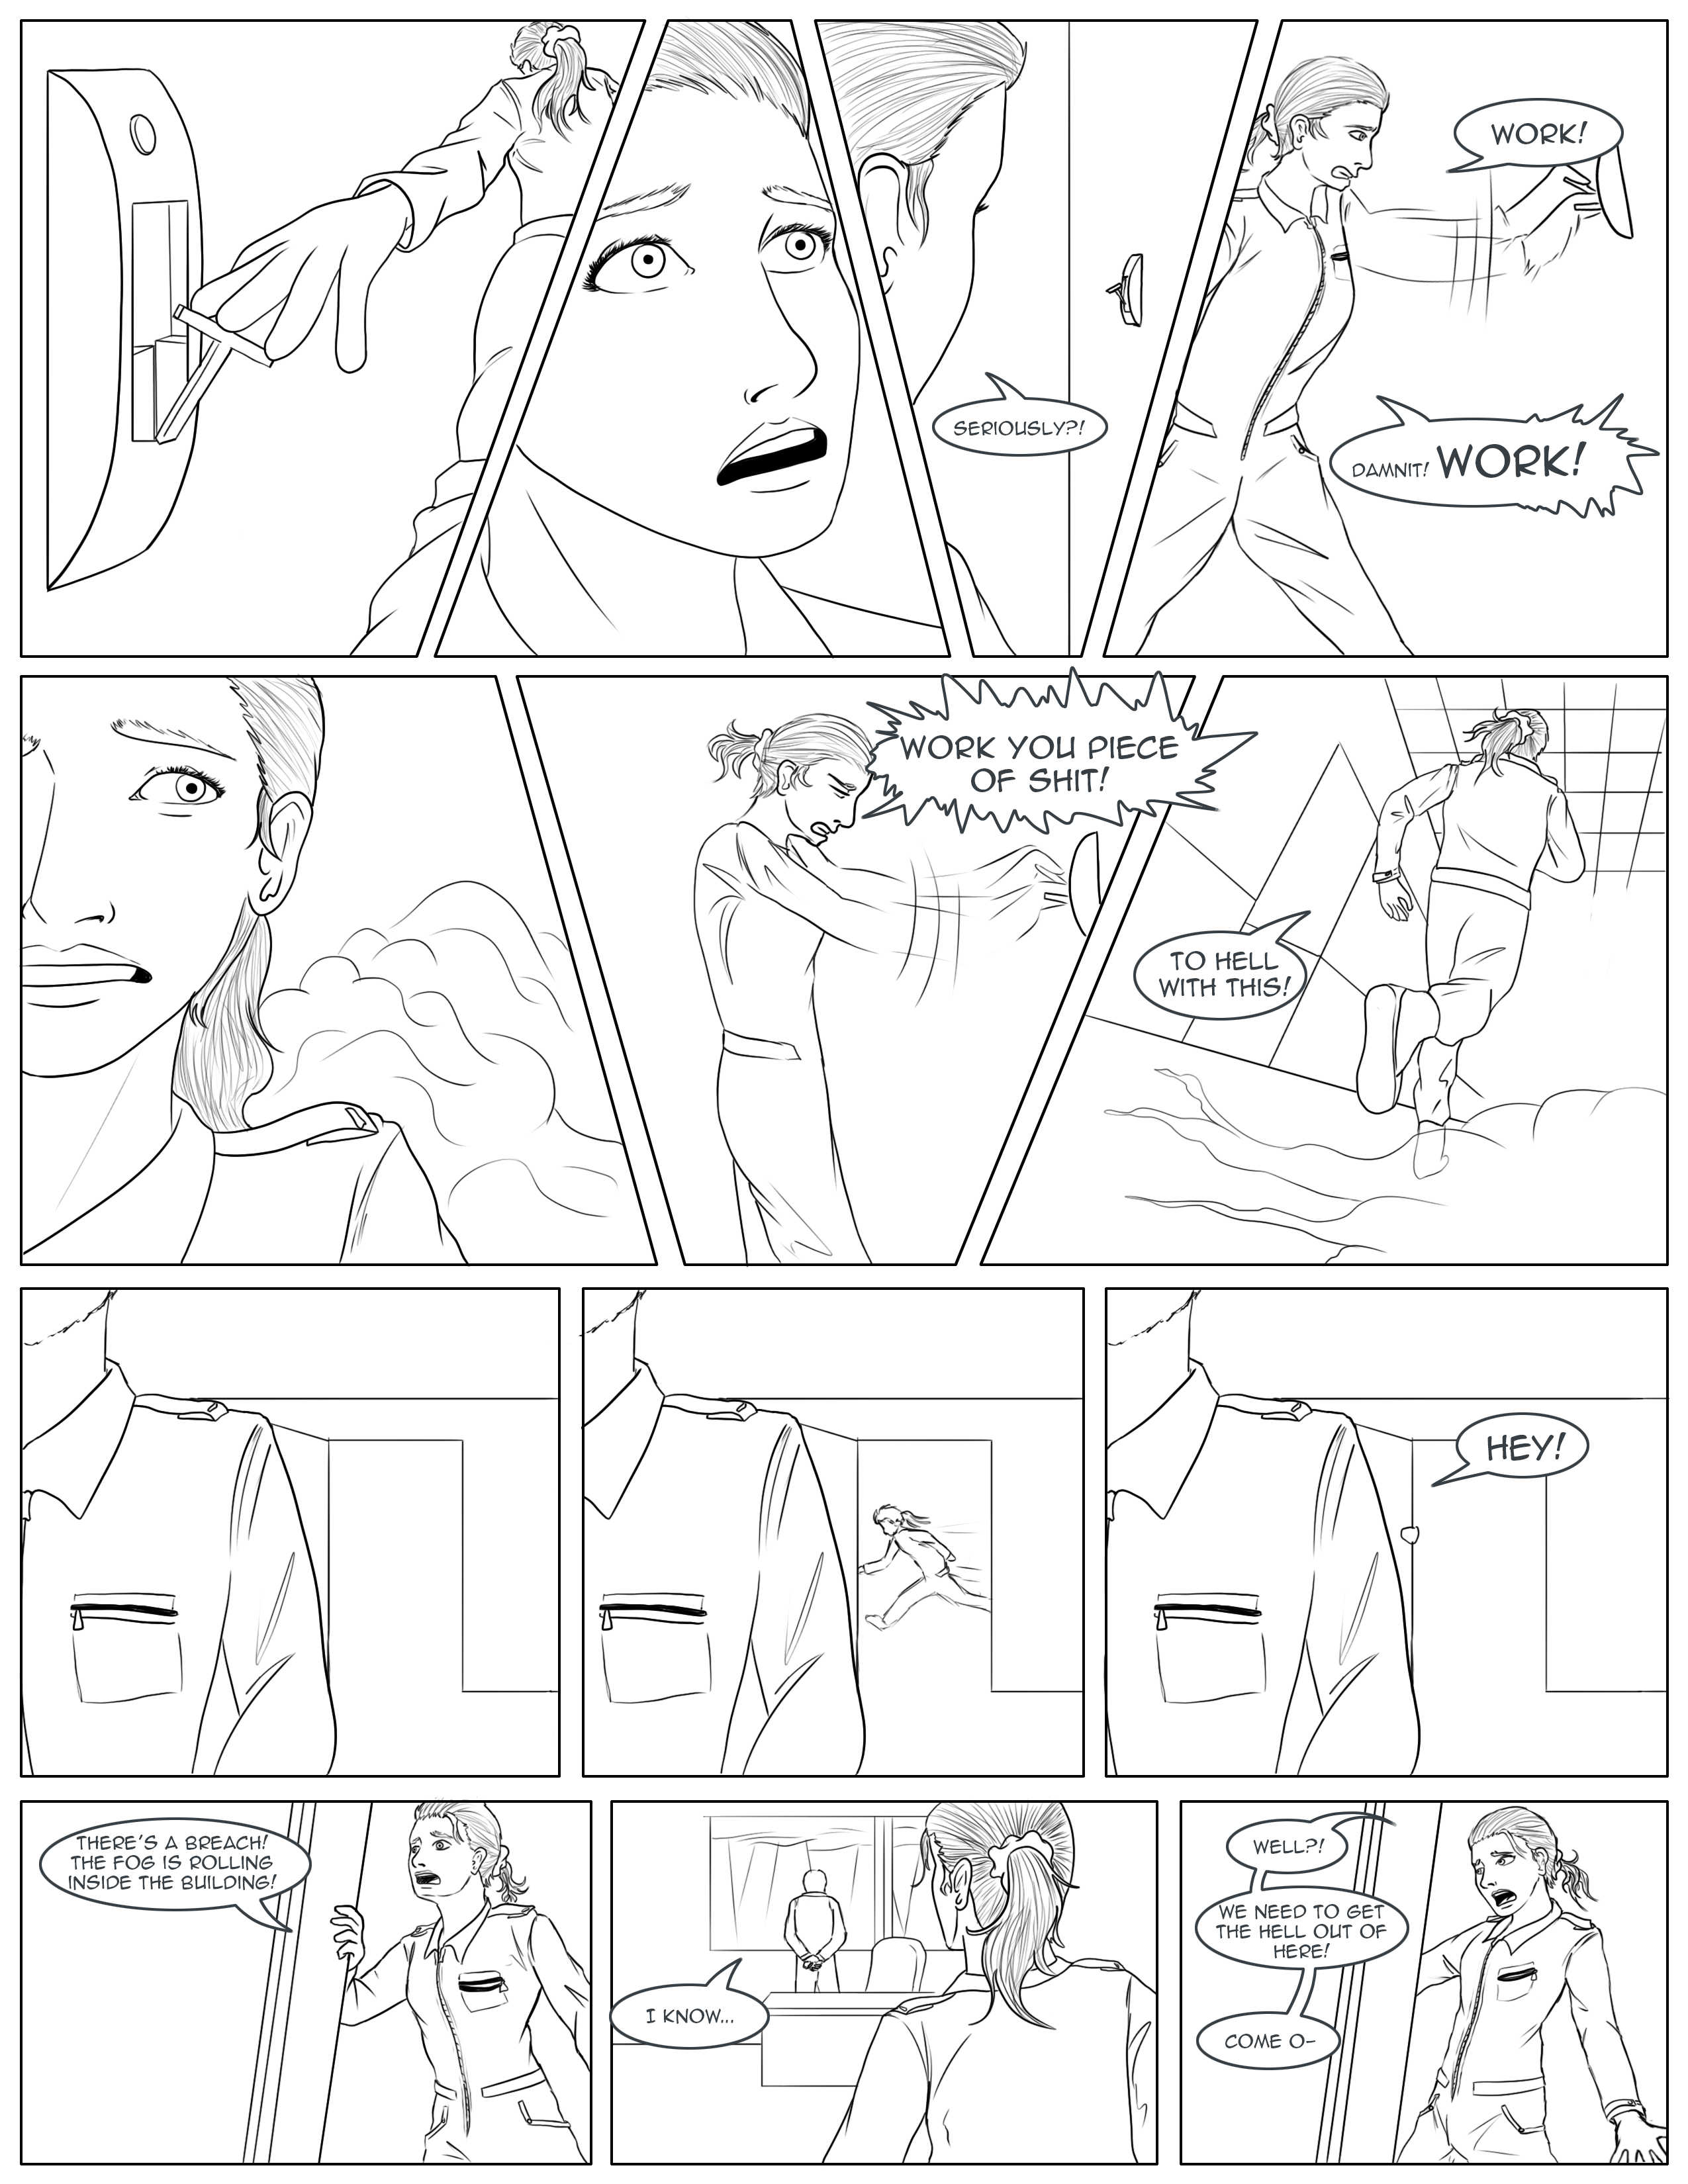 SERIOUSLY?!
WORK!
DAMNIT! WORK!
WORK YOU PIECE
OF SHIT!
TO HELL
WITH THIS!
HEY!
THERE'S A BREACH!
THE FOG IS ROLLING
INSIDE THE BUILDING!
I KNOW...
WELL?!
WE NEED TO GET
THE HELL OUT OF
HERE!
COME O-